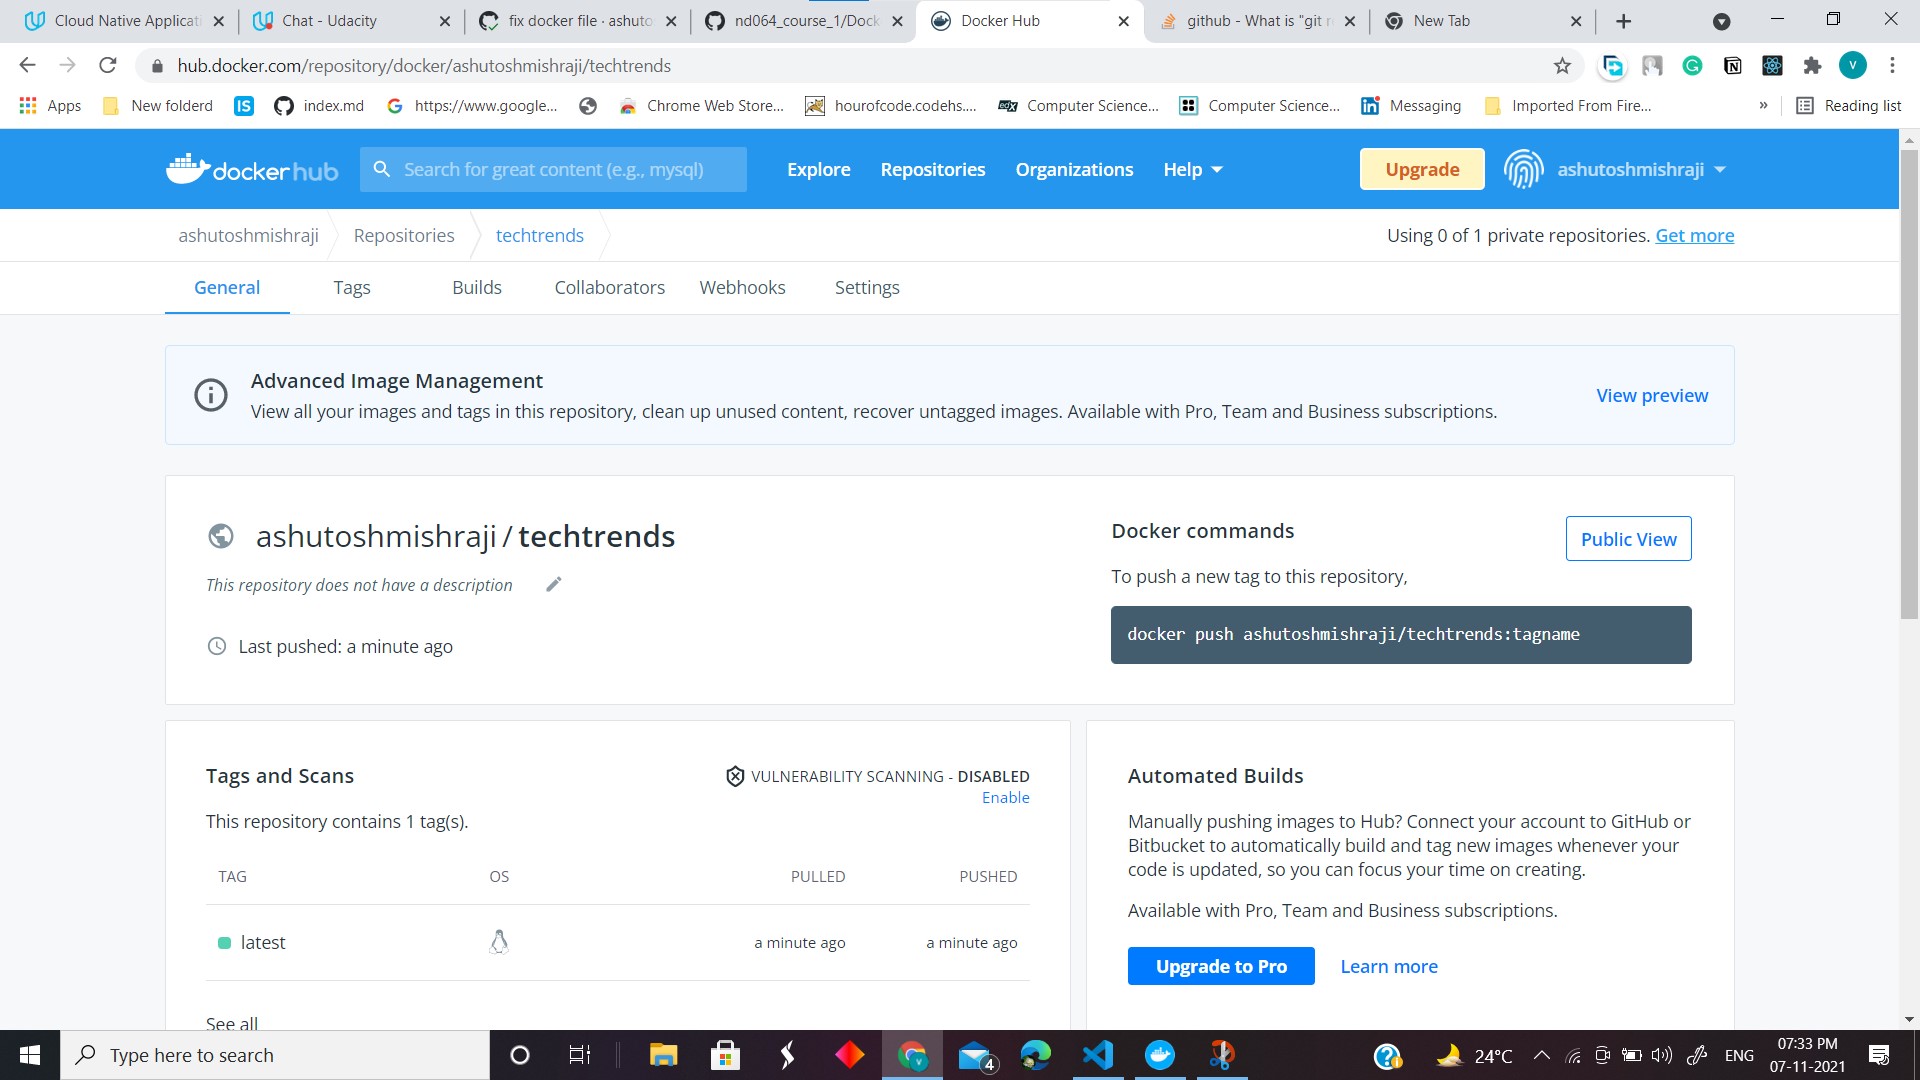 Cloud Native Applicati
Chat - Udacity
fix docker file · ashuto
nd064_course_1/Dock
Docker Hub
github - What is "git r
New Tab
hub.docker.com/repository/docker/ashutoshmishraji/techtrends
V
Apps
New folderd
IS
index.md
https://www.google...
Chrome Web Store...
hourofcode.codehs....
edX
Computer Science...
Computer Science...
Messaging
Imported From Fire...
»
Reading list
dockerhub
Search for great content (e.g., mysql)
Explore
Repositories
Organizations
Help
Upgrade
ashutoshmishraji
ashutoshmishraji
Repositories
techtrends
Using 0 of 1 private repositories. Get more
General
Tags
Builds
Collaborators
Webhooks
Settings
Advanced Image Management
View all your images and tags in this repository, clean up unused content, recover untagged images. Available with Pro, Team and Business subscriptions.
View preview
ashutoshmishraji / techtrends
This repository does not have a description
Last pushed: a minute ago
Docker commands
Public View
To push a new tag to this repository,
docker push ashutoshmishraji/techtrends:tagname
Tags and Scans
VULNERABILITY SCANNING - DISABLED
Enable
This repository contains 1 tag(s).
TAG OS PULLED PUSHED
latest a minute ago a minute ago
See all
Automated Builds
Manually pushing images to Hub? Connect your account to GitHub or
Bitbucket to automatically build and tag new images whenever your
code is updated, so you can focus your time on creating.
Available with Pro, Team and Business subscriptions.
Upgrade to Pro
Learn more
Type here to search
4
24°C
ENG
07:33 PM
07-11-2021